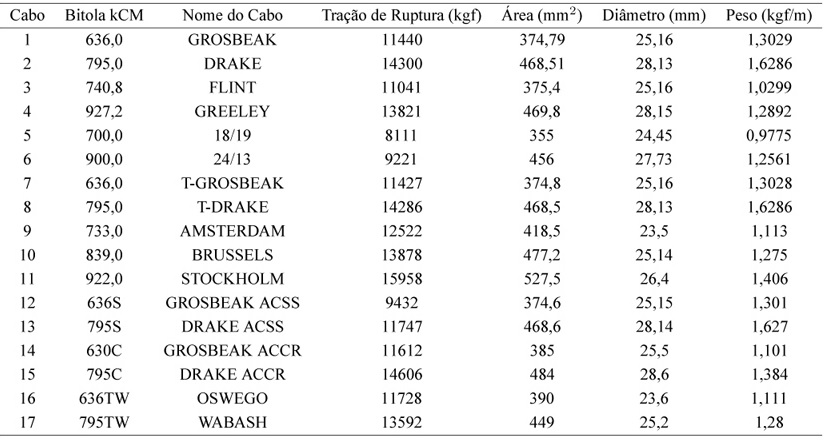 Cabo Bitola kCM Nome do Cabo Tração de Ruptura (kgf) Área (mm²) Diâmetro (mm) Peso (kgf/m)
1 636,0 GROSBEAK 11440 374,79 25,16 1,3029
2 795,0 DRAKE 14300 468,51 28,13 1,6286
3 740,8 FLINT 11041 375,4 25,16 1,0299
4 927,2 GREELEY 13821 469,8 28,15 1,2892
5 700,0 18/19 8111 355 24,45 0,9775
6 900,0 24/13 9221 456 27,73 1,2561
7 636,0 T-GROSBEAK 11427 374,8 25,16 1,3028
8 795,0 T-DRAKE 14286 468,5 28,13 1,6286
9 733,0 AMSTERDAM 12522 418,5 23,5 1,113
10 839,0 BRUSSELS 13878 477,2 25,14 1,275
11 922,0 STOCKHOLM 15958 527,5 26,4 1,406
12 636S GROSBEAK ACSS 9432 374,6 25,15 1,301
13 795S DRAKE ACSS 11747 468,6 28,14 1,627
14 630C GROSBEAK ACCR 11612 385 25,5 1,101
15 795C DRAKE ACCR 14606 484 28,6 1,384
16 636TW OSWEGO 11728 390 23,6 1,111
17 795TW WABASH 13592 449 25,2 1,28